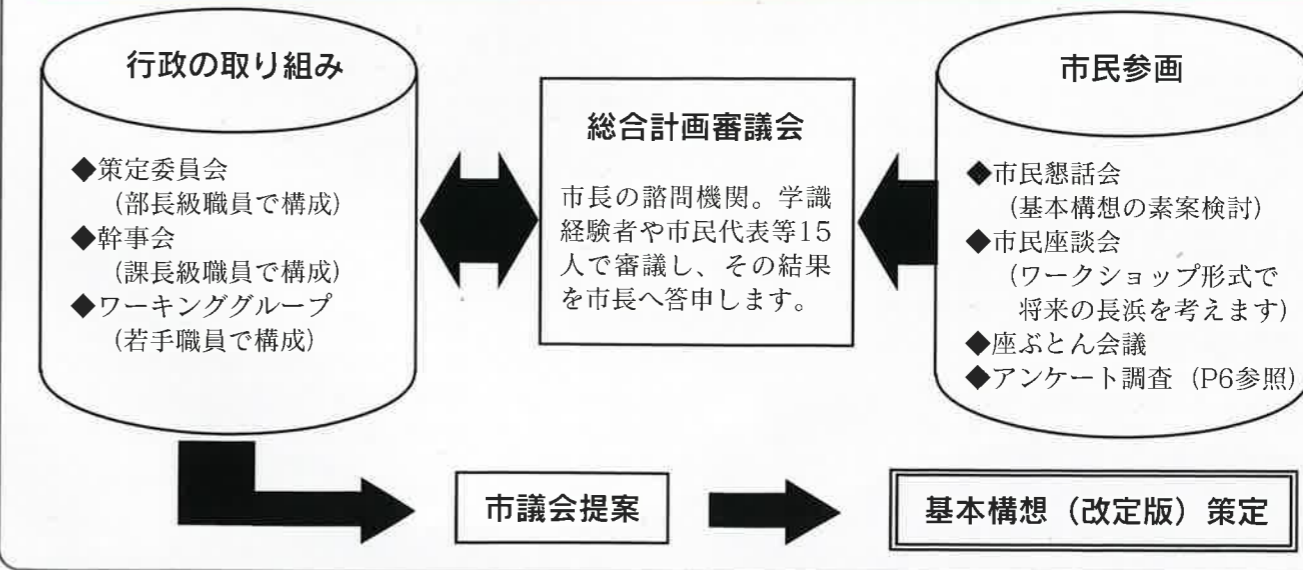 行政の取り組み
◆策定委員会
(部長級職員で構成)
◆幹事会
(課長級職員で構成)
◆ワーキンググループ
(若手職員で構成)
総合計画審議会
市長の諮問機関。学識
経験者や市民代表等15
人で審議し、その結果
を市長へ答申します。
市民参画
◆市民懇話会
(基本構想の素案検討)
◆市民座談会
(ワークショップ形式で
将来の長浜を考えます)
◆座ぶとん会議
◆アンケート調査 (P6参照)
市議会提案
基本構想(改定版)策定